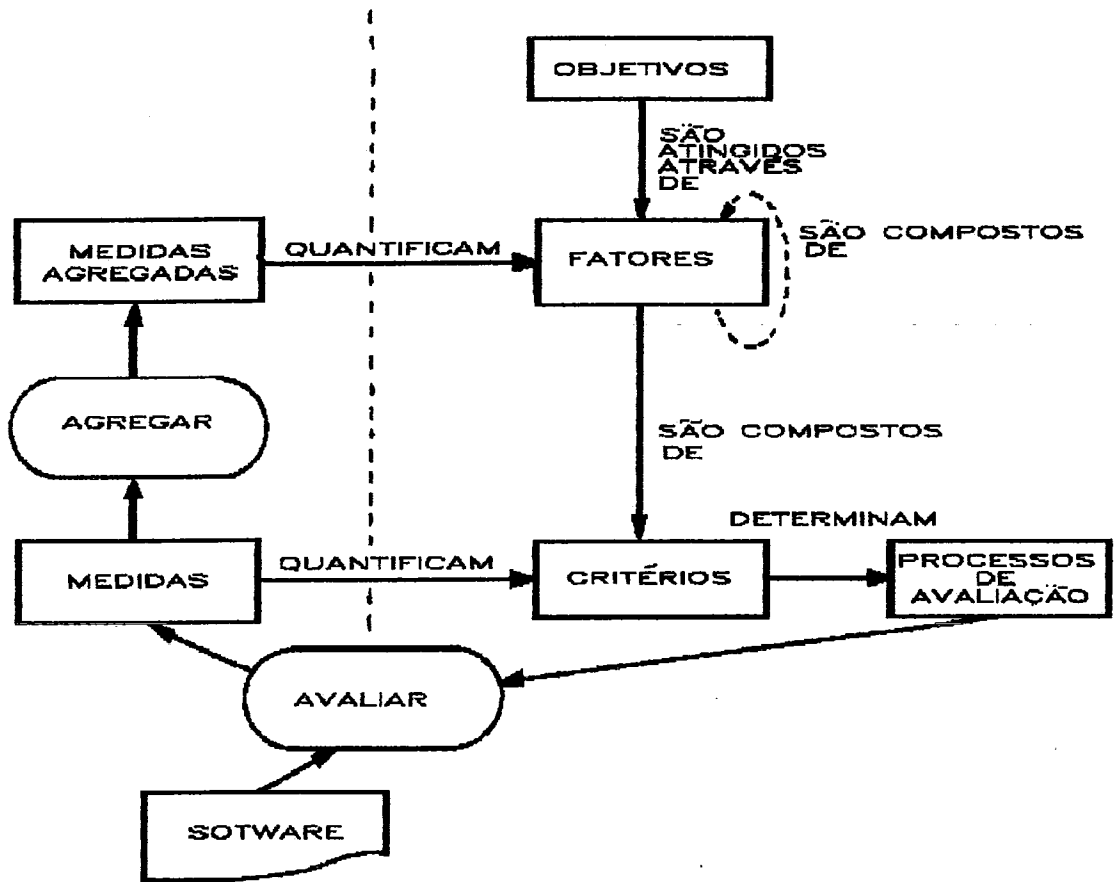 OBJETIVOS
SÃO
ATINGIDOS
ATRAVÉS
DE
MEDIDAS
AGREGADAS
QUANTIFICAM
FATORES
SÃO COMPOSTOS
DE
AGREGAR
SÃO COMPOSTOS
DE
DETERMINAM
MEDIDAS
QUANTIFICAM
CRITÉRIOS
PROCESSOS
DE
AVALIAÇÃO
AVALIAR
SOTWARE